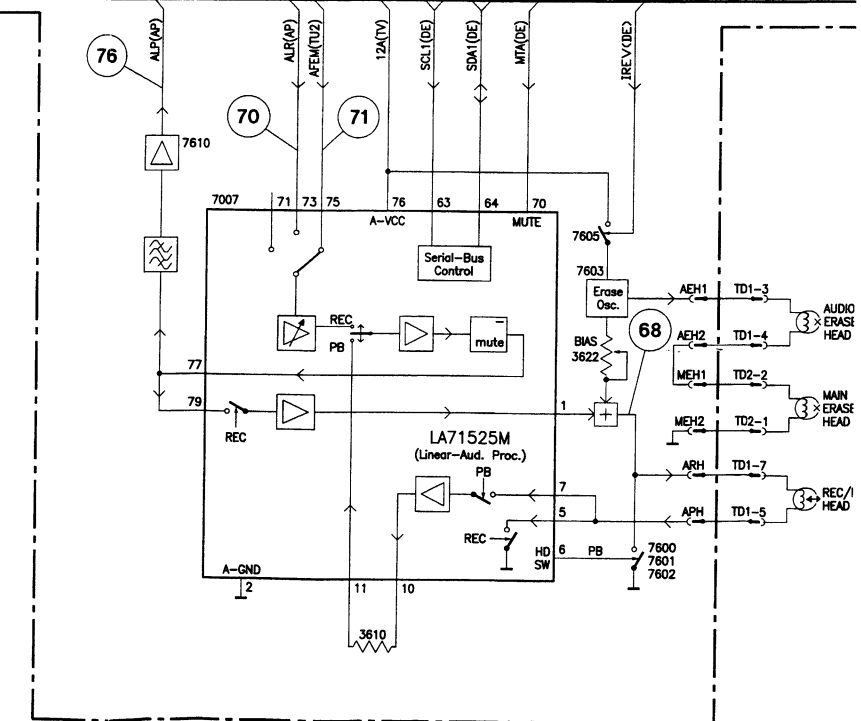 ALP(AP)
ALR(AP)
AFEM(TU2)
12A(TV)
SCL1(DE)
SDA1(DE)
MTA(DE)
IREV(DE)
76
70
71
7610
7007
71
73
75
76
63
64
70
A-VCC
MUTE
7605
Serial-Bus
Control
7603
Erase
Osc.
AEH1
TD1-3
AUDIO
ERASE
HEAD
68
REC
PB
mute
BIAS
3622
AEH2
TD1-4
77
MEH1
TD2-2
MAIN
ERASE
HEAD
79
REC
1
+
MEH2
TD2-1
LA71525M
(Linear-Aud. Proc.)
PB
7
ARH
TD1-7
REC/
HEAD
5
APH
TD1-5
REC
HD
SW
6
PB
7600
7601
7602
A-GND
2
11
10
3610